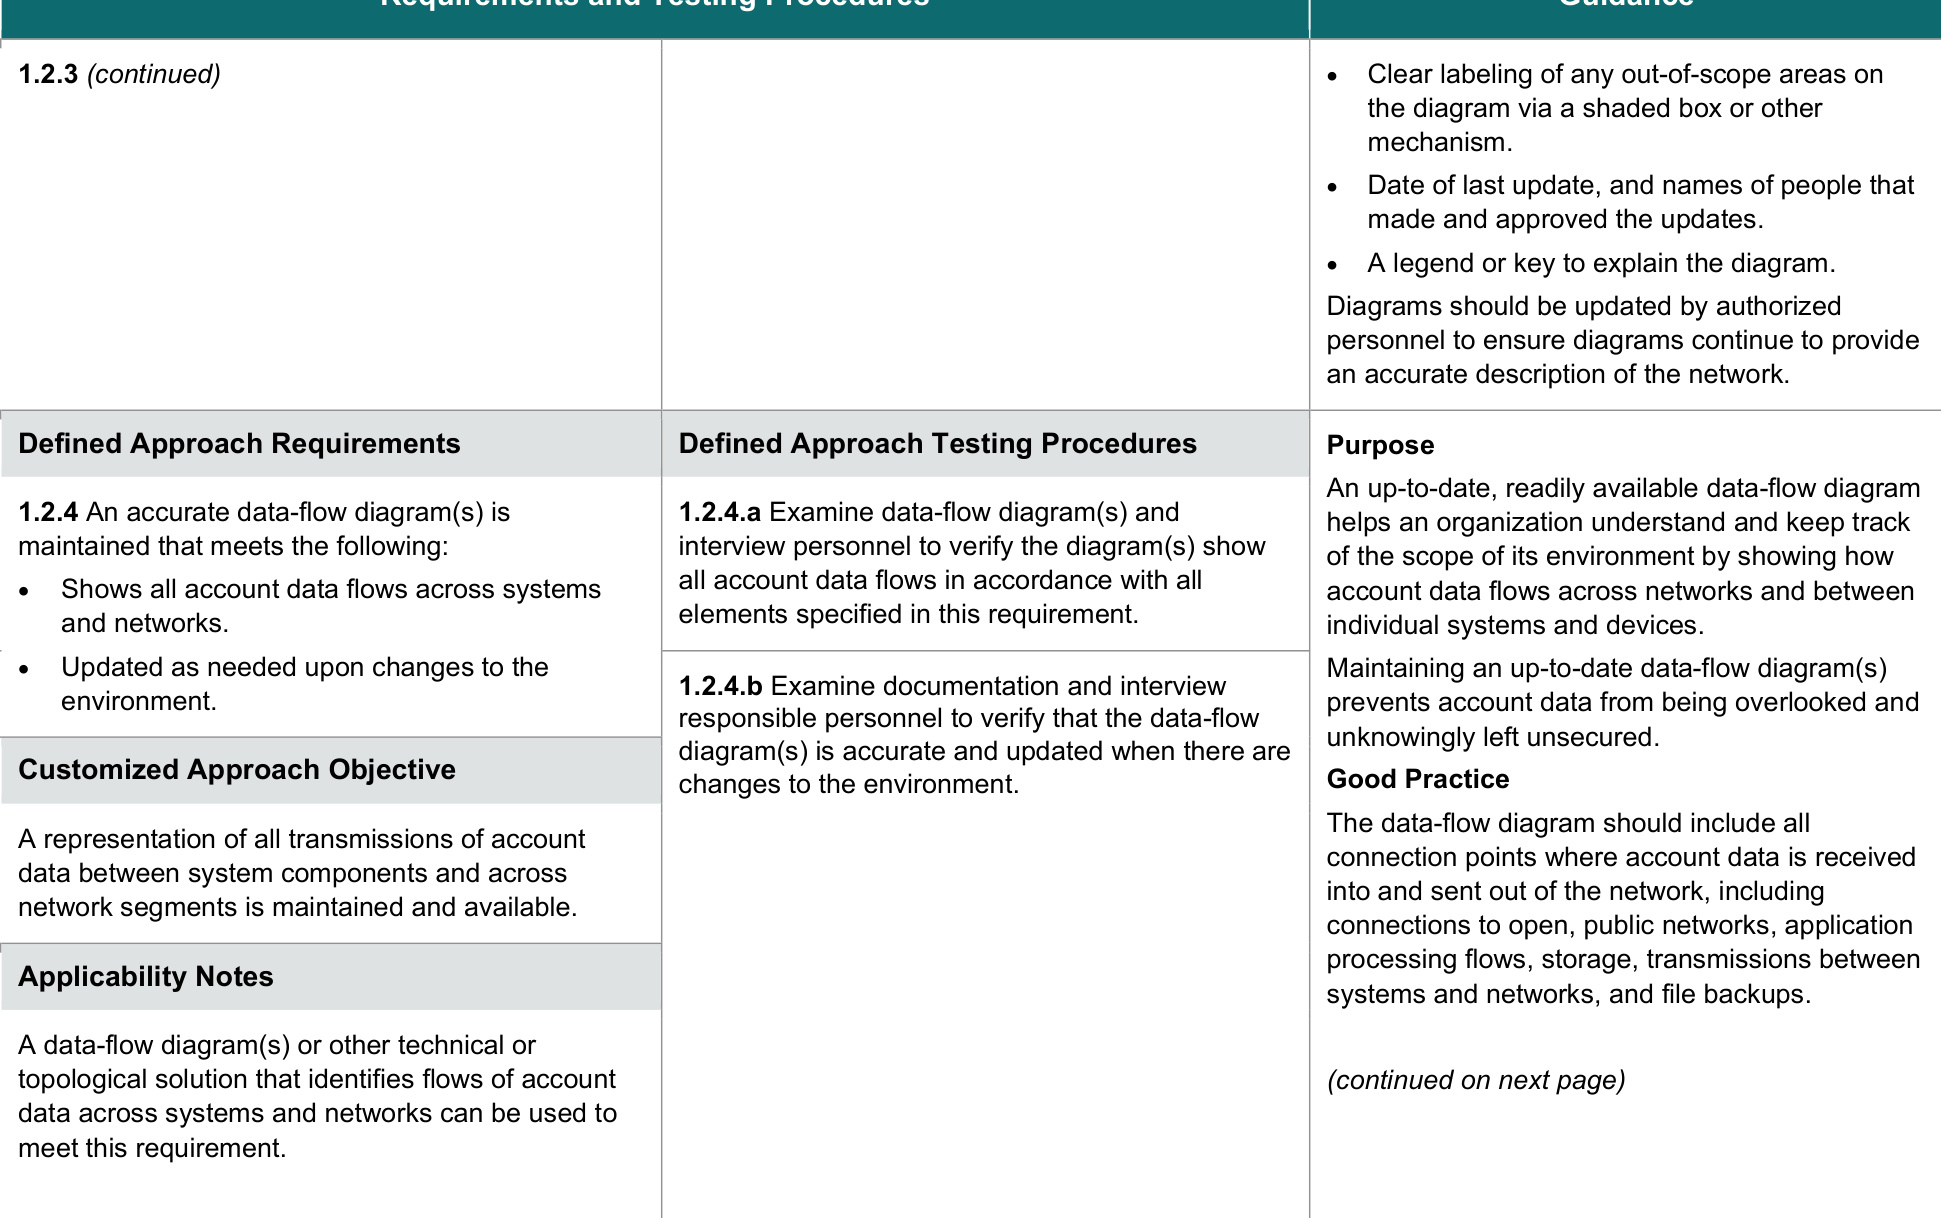 Requirements and Testing Procedures
Guidance
1.2.3 (continued)
• Clear labeling of any out-of-scope areas on
the diagram via a shaded box or other
mechanism.
• Date of last update, and names of people that
made and approved the updates.
• A legend or key to explain the diagram.
Diagrams should be updated by authorized
personnel to ensure diagrams continue to provide
an accurate description of the network.
Defined Approach Requirements
1.2.4 An accurate data-flow diagram(s) is
maintained that meets the following:
• Shows all account data flows across systems
and networks.
• Updated as needed upon changes to the
environment.
Customized Approach Objective
A representation of all transmissions of account
data between system components and across
network segments is maintained and available.
Applicability Notes
A data-flow diagram(s) or other technical or
topological solution that identifies flows of account
data across systems and networks can be used to
meet this requirement.
Defined Approach Testing Procedures
1.2.4.a Examine data-flow diagram(s) and
interview personnel to verify the diagram(s) show
all account data flows in accordance with all
elements specified in this requirement.
1.2.4.b Examine documentation and interview
responsible personnel to verify that the data-flow
diagram(s) is accurate and updated when there are
changes to the environment.
Purpose
An up-to-date, readily available data-flow diagram
helps an organization understand and keep track
of the scope of its environment by showing how
account data flows across networks and between
individual systems and devices.
Maintaining an up-to-date data-flow diagram(s)
prevents account data from being overlooked and
unknowingly left unsecured.
Good Practice
The data-flow diagram should include all
connection points where account data is received
into and sent out of the network, including
connections to open, public networks, application
processing flows, storage, transmissions between
systems and networks, and file backups.
(continued on next page)